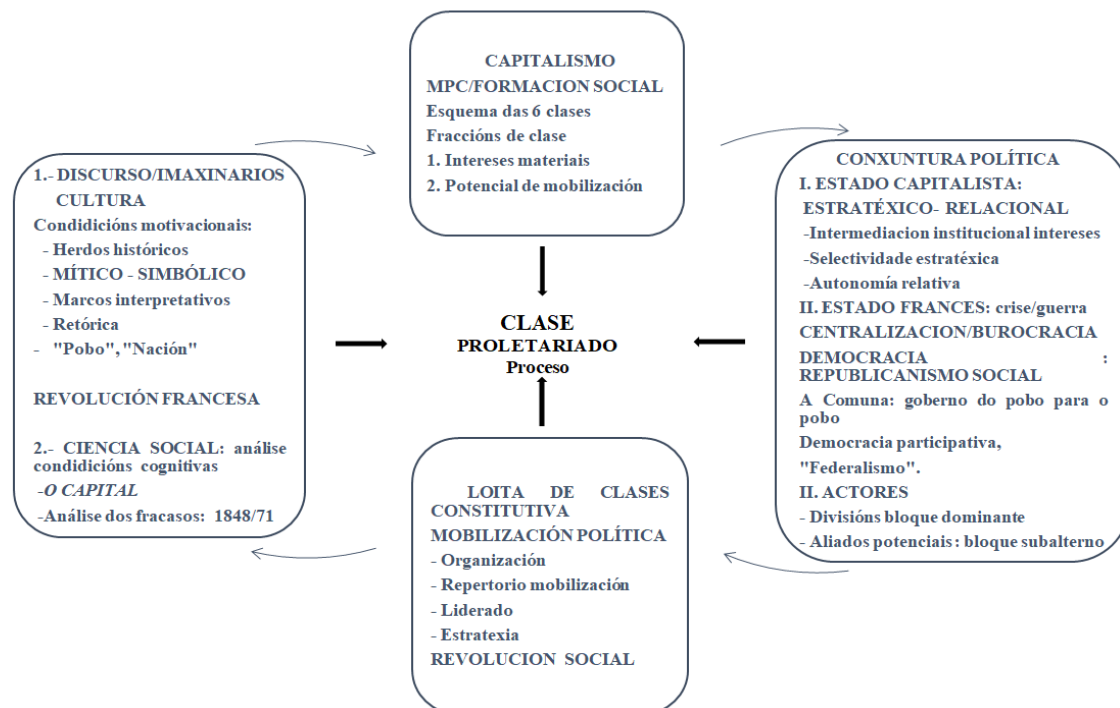 CAPITALISMO
MPC/FORMACION SOCIAL
Esquema das 6 clases
Fraccións de clase
1. Intereses materiais
2. Potencial de mobilización
1.- DISCURSO/IMAXINARIOS
CULTURA
Condidicións motivacionais:
- Herdos históricos
- MÍTICO - SIMBÓLICO
- Marcos interpretativos
- Retórica
- "Pobo", "Nación"
REVOLUCIÓN FRANCESA
2.- CIENCIA SOCIAL: análise
condidicións cognitivas
-O CAPITAL
-Análise dos fracasos: 1848/71
CLASE
PROLETARIADO
Proceso
CONXUNTURA POLÍTICA
I. ESTADO CAPITALISTA:
ESTRATÉXICO- RELACIONAL
-Intermediacion institucional intereses
-Selectividade estratéxica
-Autonomía relativa
II. ESTADO FRANCES: crise/guerra
CENTRALIZACION/BUROCRACIA
DEMOCRACIA :
REPUBLICANISMO SOCIAL
A Comuna: goberno do pobo para o
pobo
Democracia participativa,
"Federalismo".
II. ACTORES
- Divisións bloque dominante
- Aliados potenciais : bloque subalterno
LOITA DE CLASES
CONSTITUTIVA
MOBILIZACIÓN POLÍTICA
- Organización
- Repertorio mobilización
- Liderado
- Estratexia
REVOLUCION SOCIAL